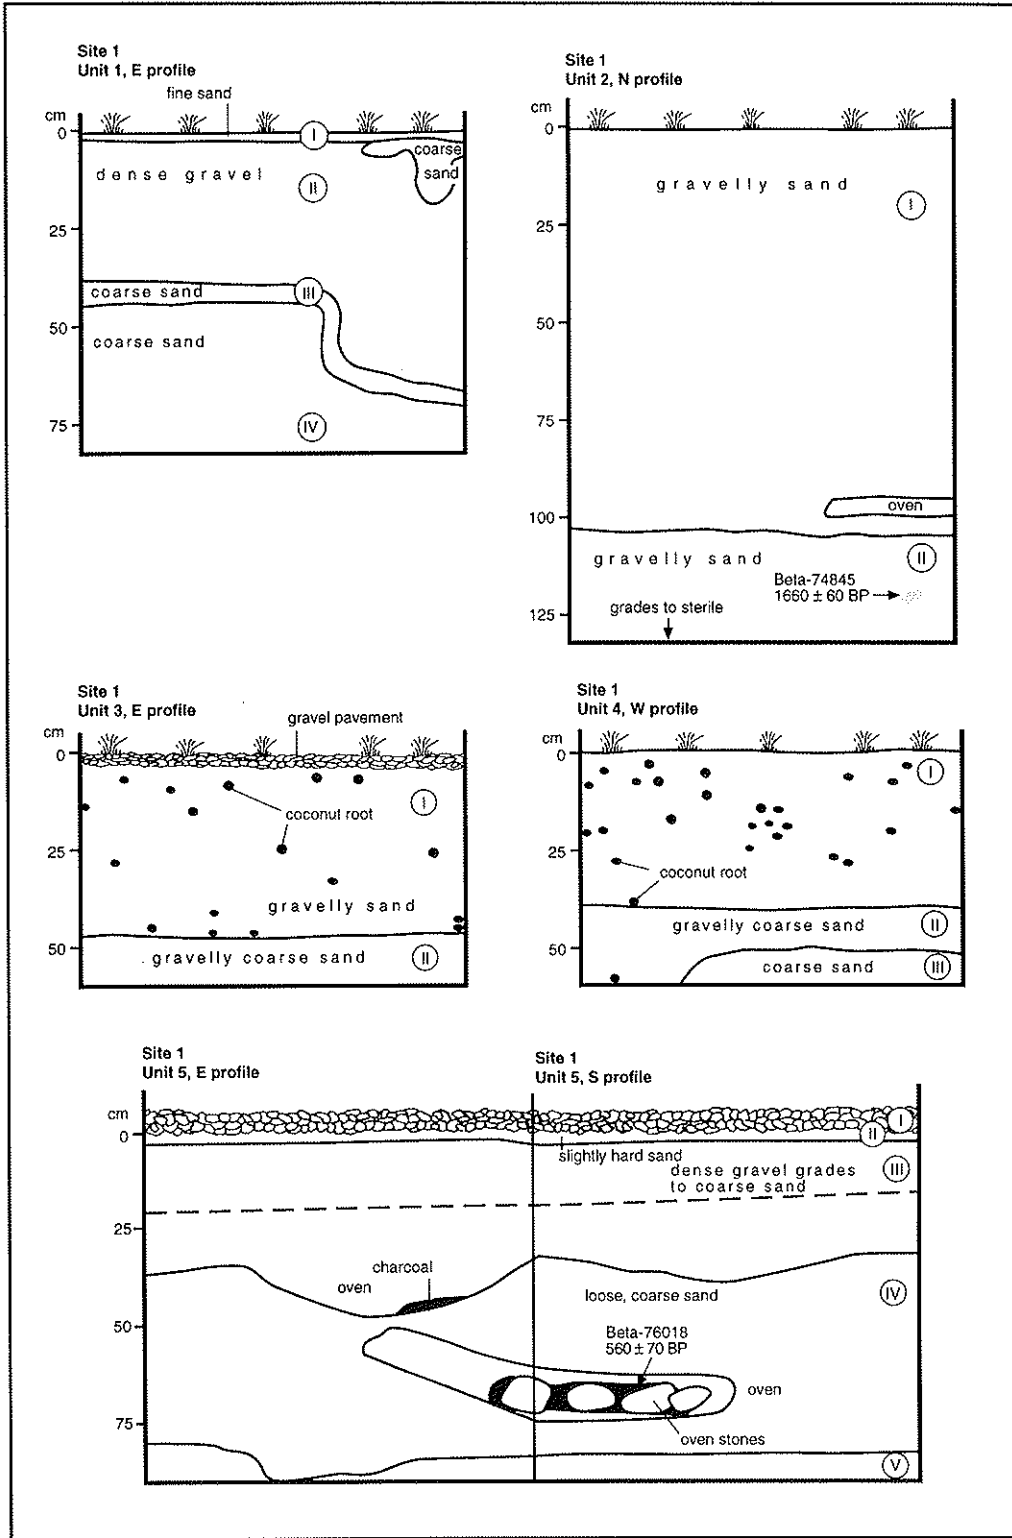 Site 1
Unit 1, E profile
fine sand
cm
0
I
coarse
sand
dense gravel
II
25
coarse sand
III
50
coarse sand
75
IV
Site 1
Unit 2, N profile
cm
0
gravelly sand
I
25
50
75
oven
100
gravelly sand
II
Beta-74845
1660 ± 60 BP
grades to sterile
125
Site 1
Unit 3, E profile
gravel pavement
cm
0
I
coconut root
25
gravelly sand
50
gravelly coarse sand
II
Site 1
Unit 4, W profile
cm
0
I
25
coconut root
gravelly coarse sand
II
50
coarse sand
III
Site 1
Unit 5, E profile
Site 1
Unit 5, S profile
cm
I
0
II
slightly hard sand
dense gravel grades
to coarse sand
III
25
charcoal
oven
loose, coarse sand
IV
50
Beta-76018
560 ± 70 BP
oven
75
oven stones
V